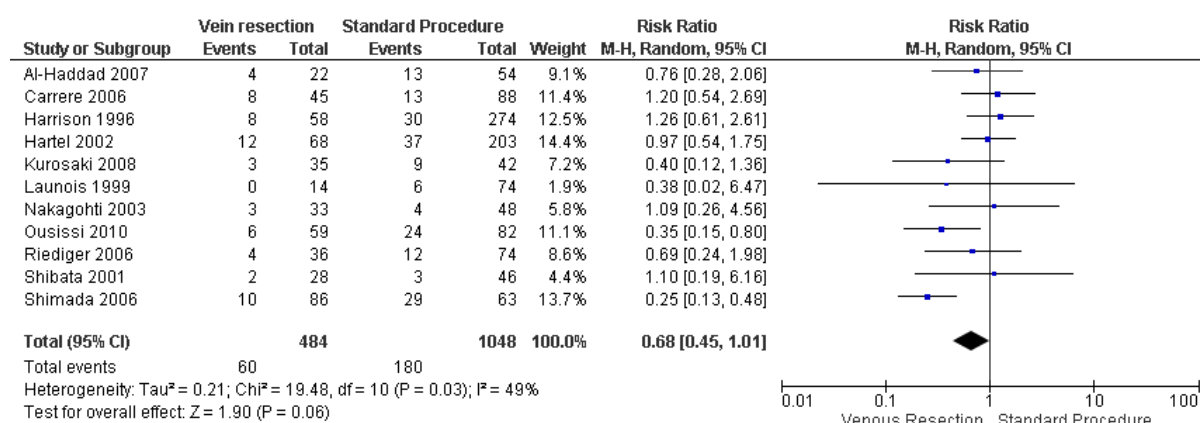 Vein resection Standard Procedure Risk Ratio Risk Ratio
Study or Subgroup Events Total Events Total Weight M-H, Random, 95% CI M-H, Random, 95% CI
Al-Haddad 2007 4 22 13 54 9.1% 0.76 [0.28, 2.06]
Carrere 2006 8 45 13 88 11.4% 1.20 [0.54, 2.69]
Harrison 1996 8 58 30 274 12.5% 1.26 [0.61, 2.61]
Hartel 2002 12 68 37 203 14.4% 0.97 [0.54, 1.75]
Kurosaki 2008 3 35 9 42 7.2% 0.40 [0.12, 1.36]
Launois 1999 0 14 6 74 1.9% 0.38 [0.02, 6.47]
Nakagohti 2003 3 33 4 48 5.8% 1.09 [0.26, 4.56]
Ousissi 2010 6 59 24 82 11.1% 0.35 [0.15, 0.80]
Riediger 2006 4 36 12 74 8.6% 0.69 [0.24, 1.98]
Shibata 2001 2 28 3 46 4.4% 1.10 [0.19, 6.16]
Shimada 2006 10 86 29 63 13.7% 0.25 [0.13, 0.48]
Total (95% CI) 484 1048 100.0% 0.68 [0.45, 1.01]
Total events 60 180
Heterogeneity: Tau² = 0.21; Chi² = 19.48, df = 10 (P = 0.03); I² = 49%
Test for overall effect: Z = 1.90 (P = 0.06)
0.01 0.1 1 10 100
Venous Resection Standard Procedure